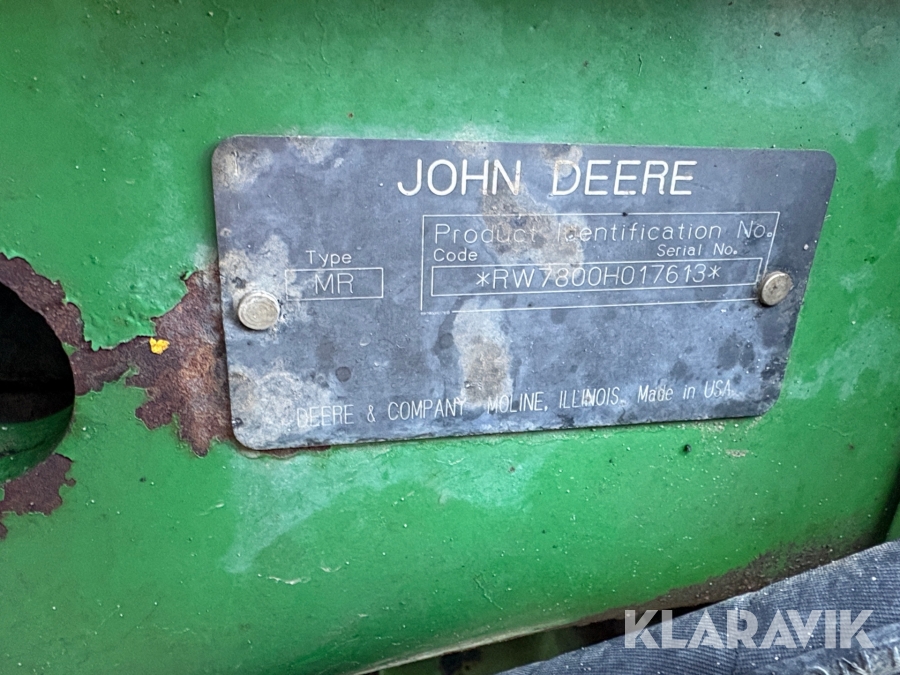 JOHN DEERE
Product Identification No.
Code Serial No.
Type
MR
*RW7800H017613*
DEERE & COMPANY MOLINE, ILLINOIS. Made in USA
KLARAVIK